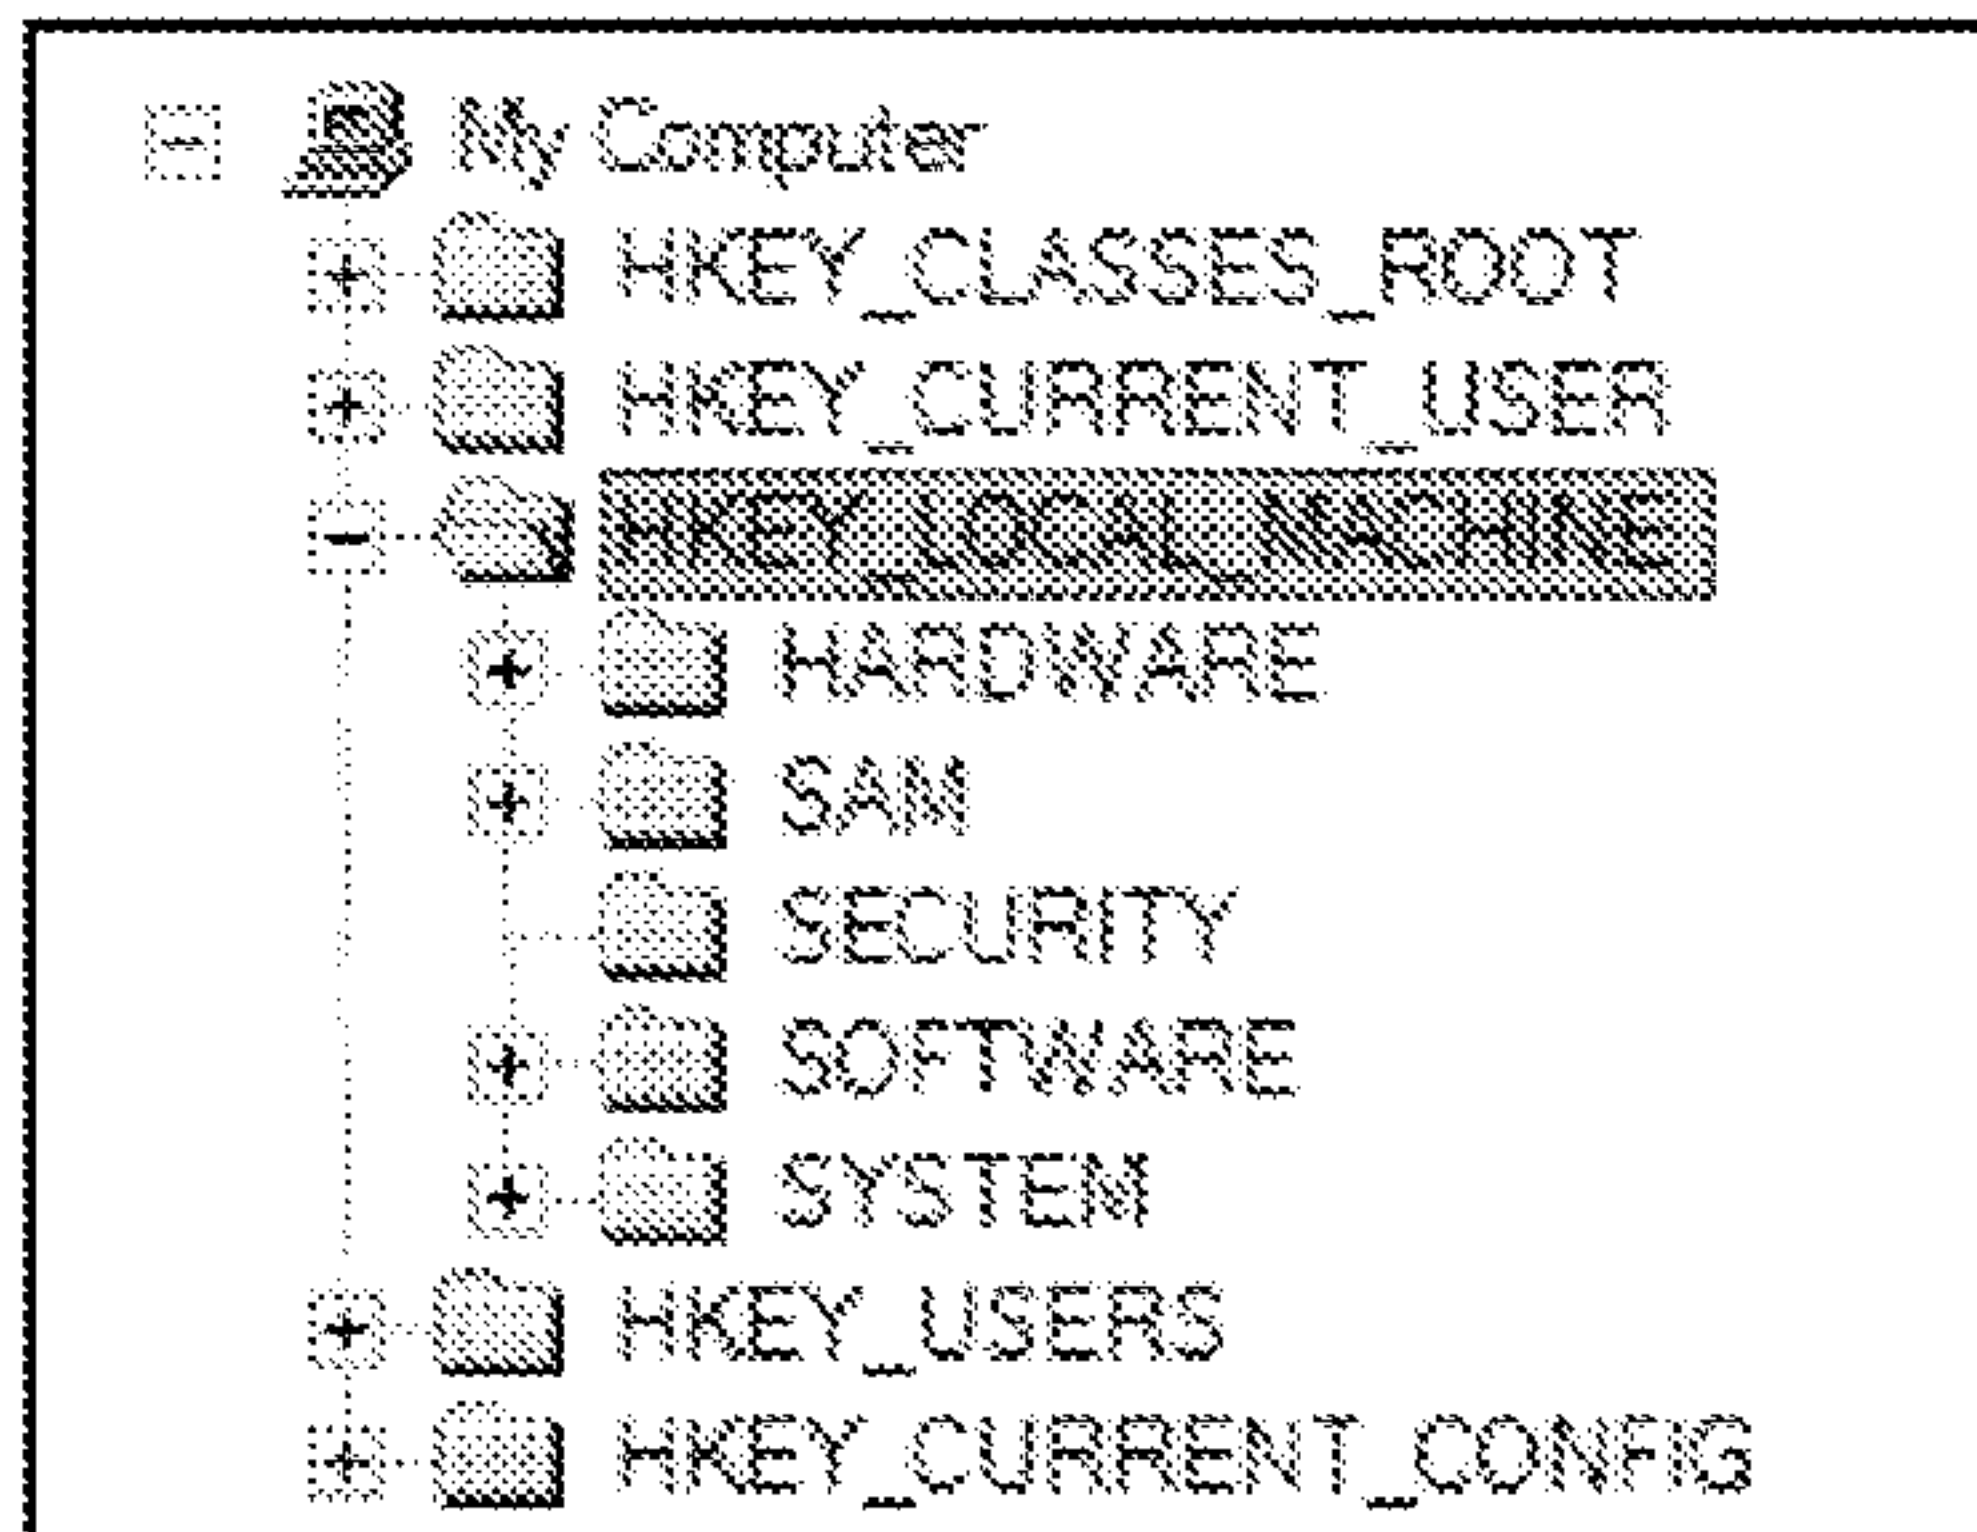 My Computer
HKEY_CLASSES_ROOT
HKEY_CURRENT_USER
HKEY_LOCAL_MACHINE
HARDWARE
SAM
SECURITY
SOFTWARE
SYSTEM
HKEY_USERS
HKEY_CURRENT_CONFIG